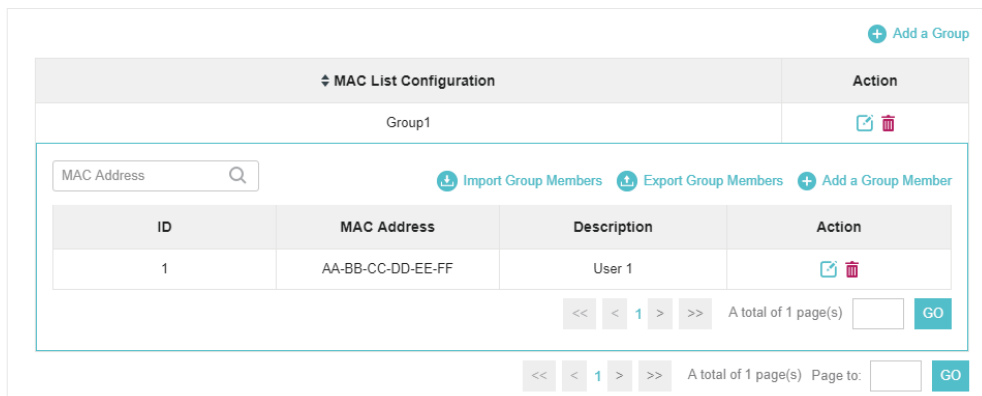 Add a Group
MAC List Configuration Action
Group1
MAC Address
Import Group Members Export Group Members Add a Group Member
ID MAC Address Description Action
1 AA-BB-CC-DD-EE-FF User 1
<< < 1 > >> A total of 1 page(s) GO
<< < 1 > >> A total of 1 page(s) Page to: GO